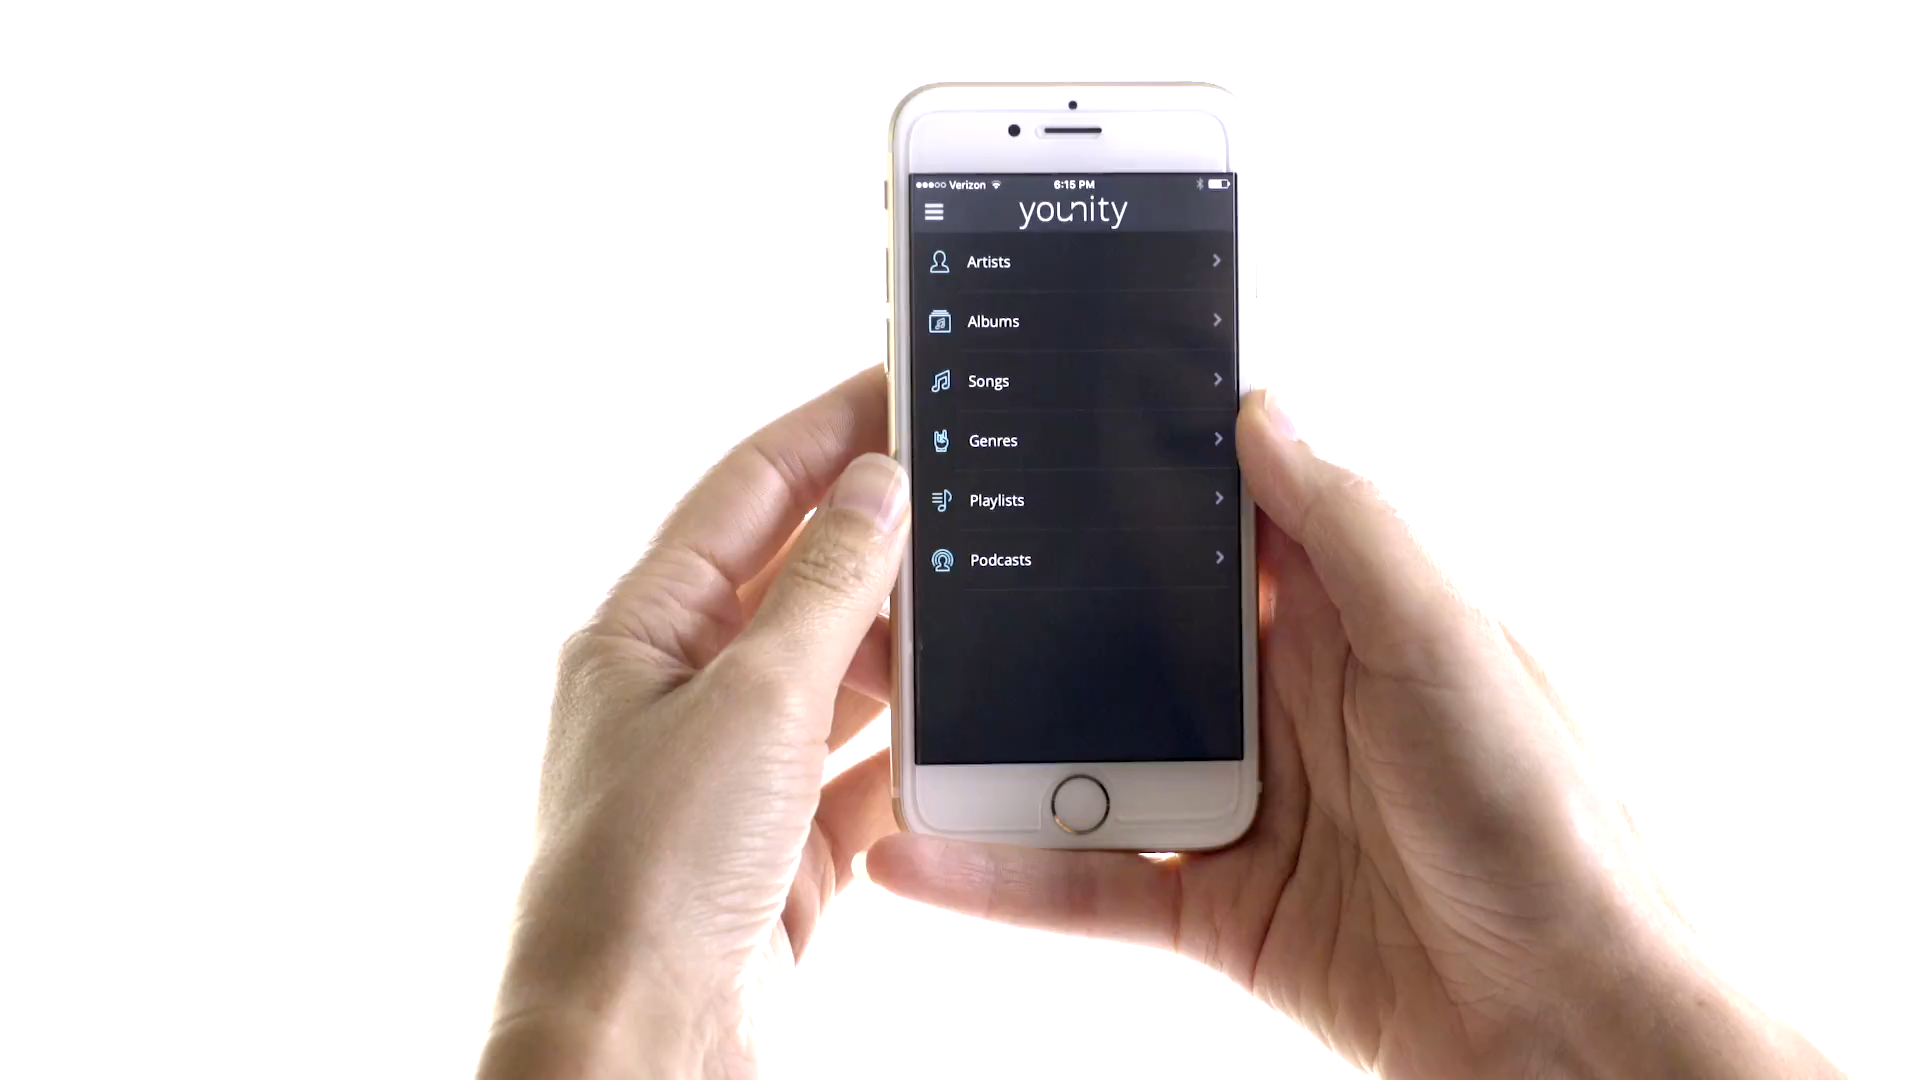 Verizon 6:15 PM
younity
Artists
Albums
Songs
Genres
Playlists
Podcasts